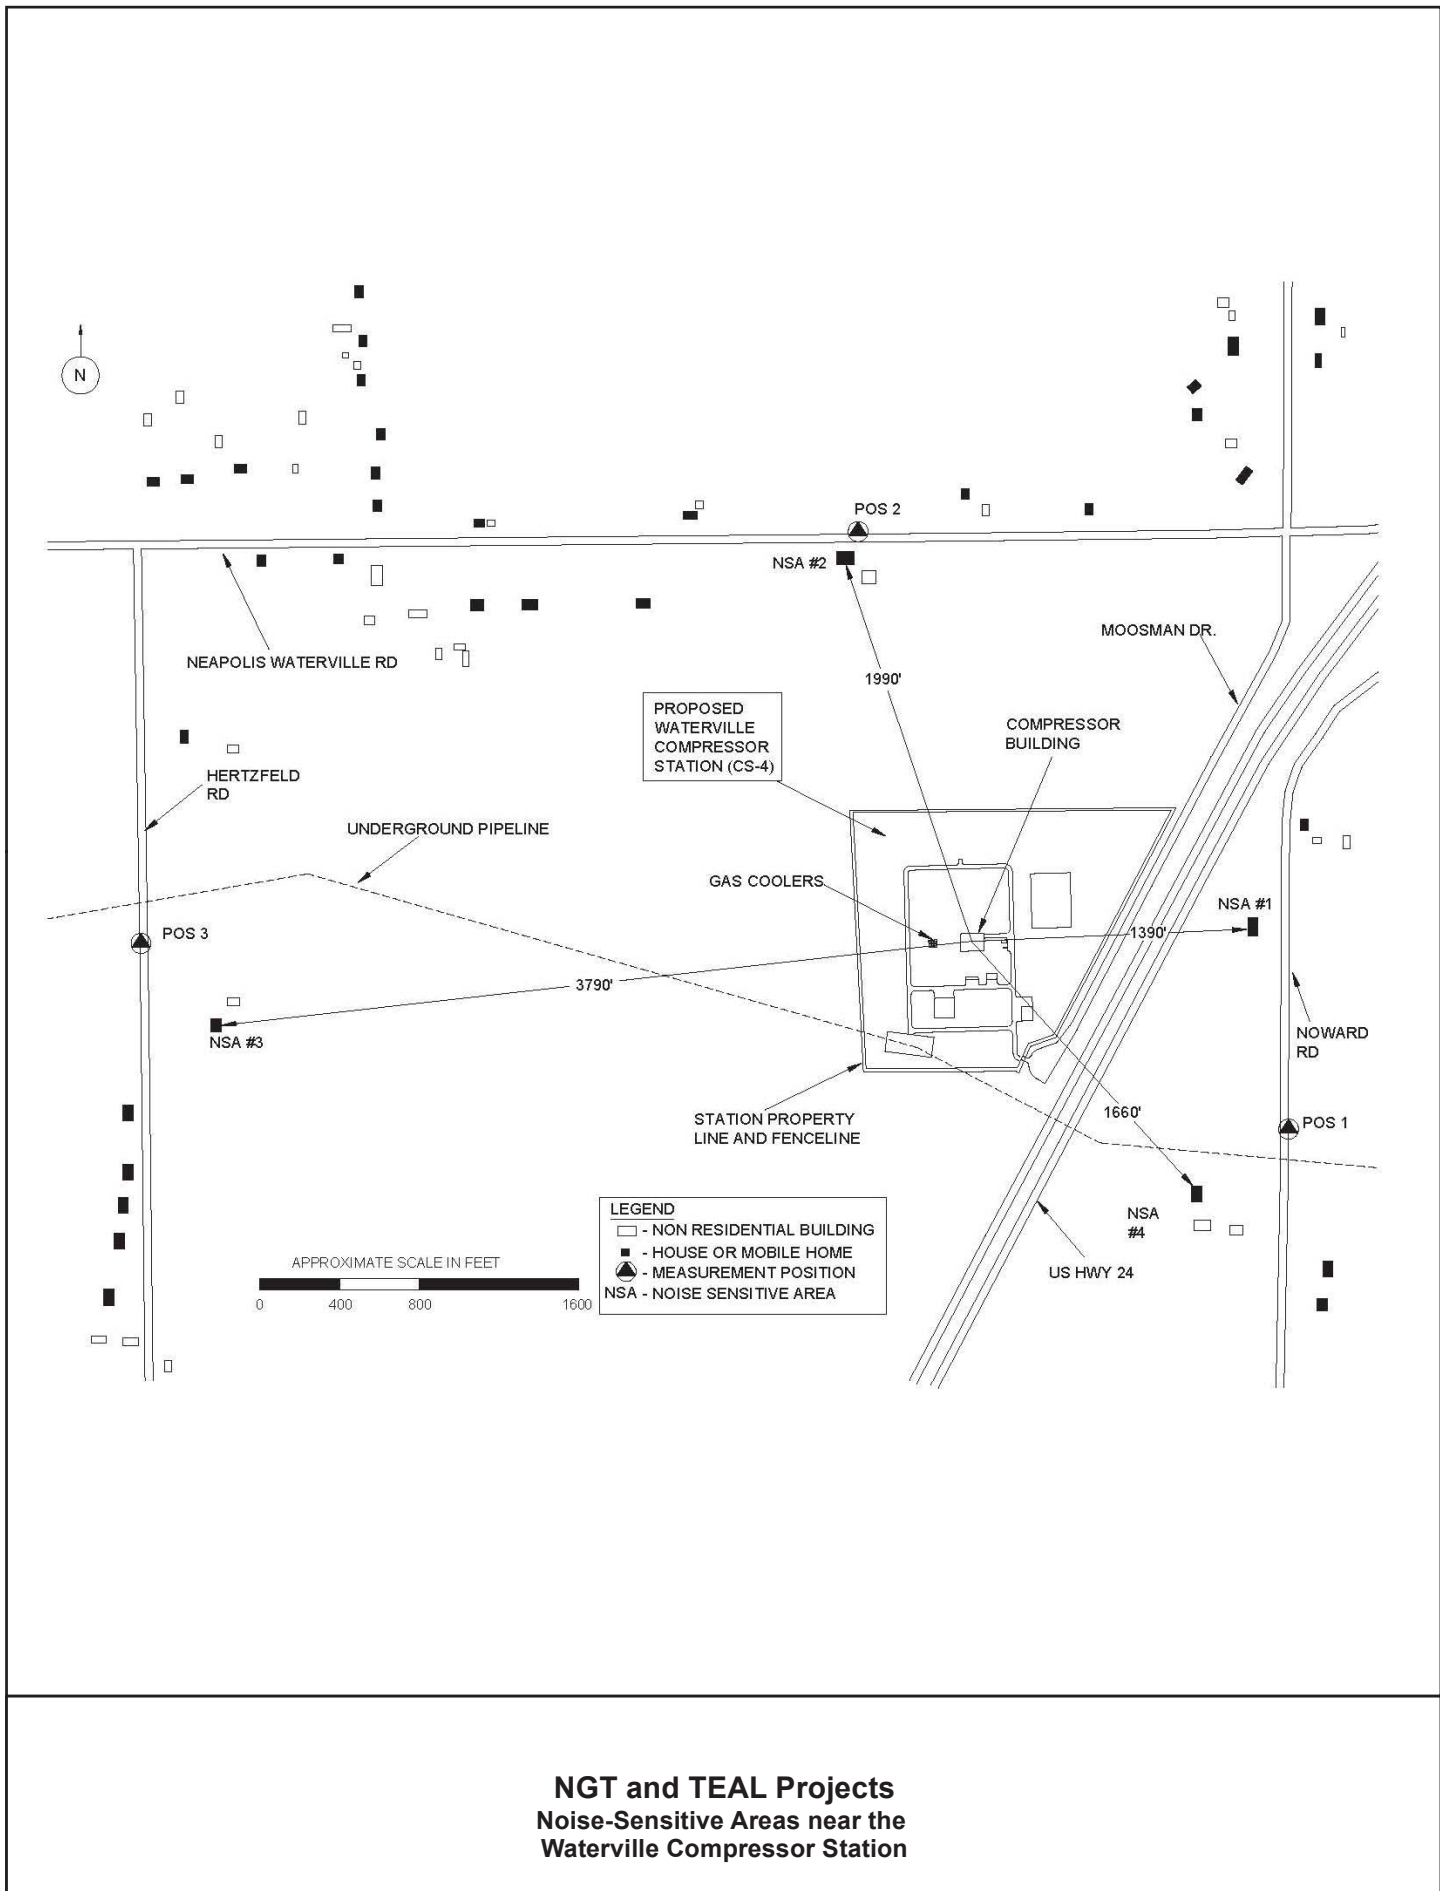 N
POS 2
NSA #2
MOOSMAN DR.
NEAPOLIS WATERVILLE RD
1990'
PROPOSED
WATERVILLE
COMPRESSOR
STATION (CS-4)
COMPRESSOR
BUILDING
HERTZFELD
RD
UNDERGROUND PIPELINE
GAS COOLERS
NSA #1
POS 3
1390'
3790'
NSA #3
NOWARD
RD
1660'
STATION PROPERTY
LINE AND FENCELINE
POS 1
NSA
#4
LEGEND
- NON RESIDENTIAL BUILDING
- HOUSE OR MOBILE HOME
- MEASUREMENT POSITION
NSA - NOISE SENSITIVE AREA
APPROXIMATE SCALE IN FEET
0 400 800 1600
US HWY 24
NGT and TEAL Projects
Noise-Sensitive Areas near the
Waterville Compressor Station